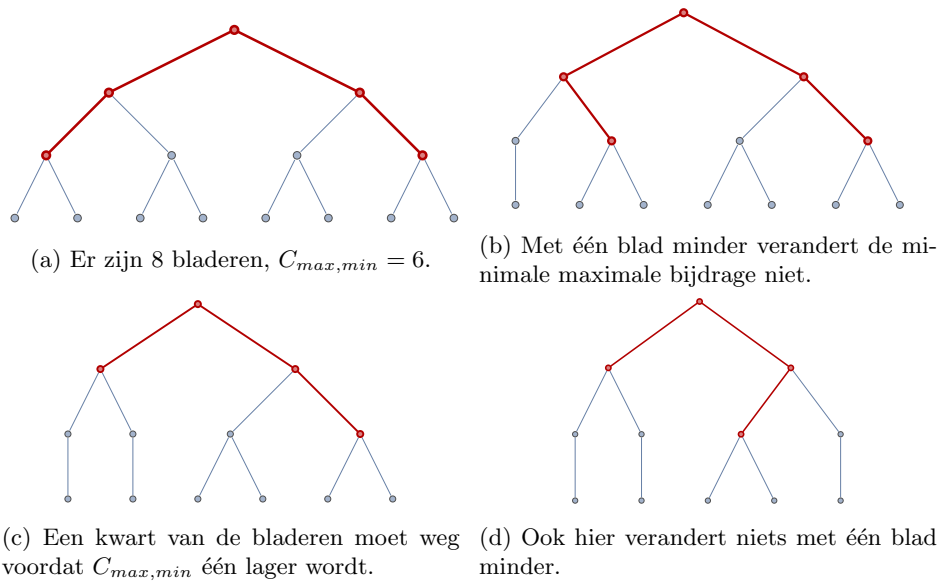 (a) Er zijn 8 bladeren, $C_{max,min} = 6$.
(b) Met één blad minder verandert de mi-
nimale maximale bijdrage niet.
(c) Een kwart van de bladeren moet weg
voordat $C_{max,min}$ één lager wordt.
(d) Ook hier verandert niets met één blad
minder.